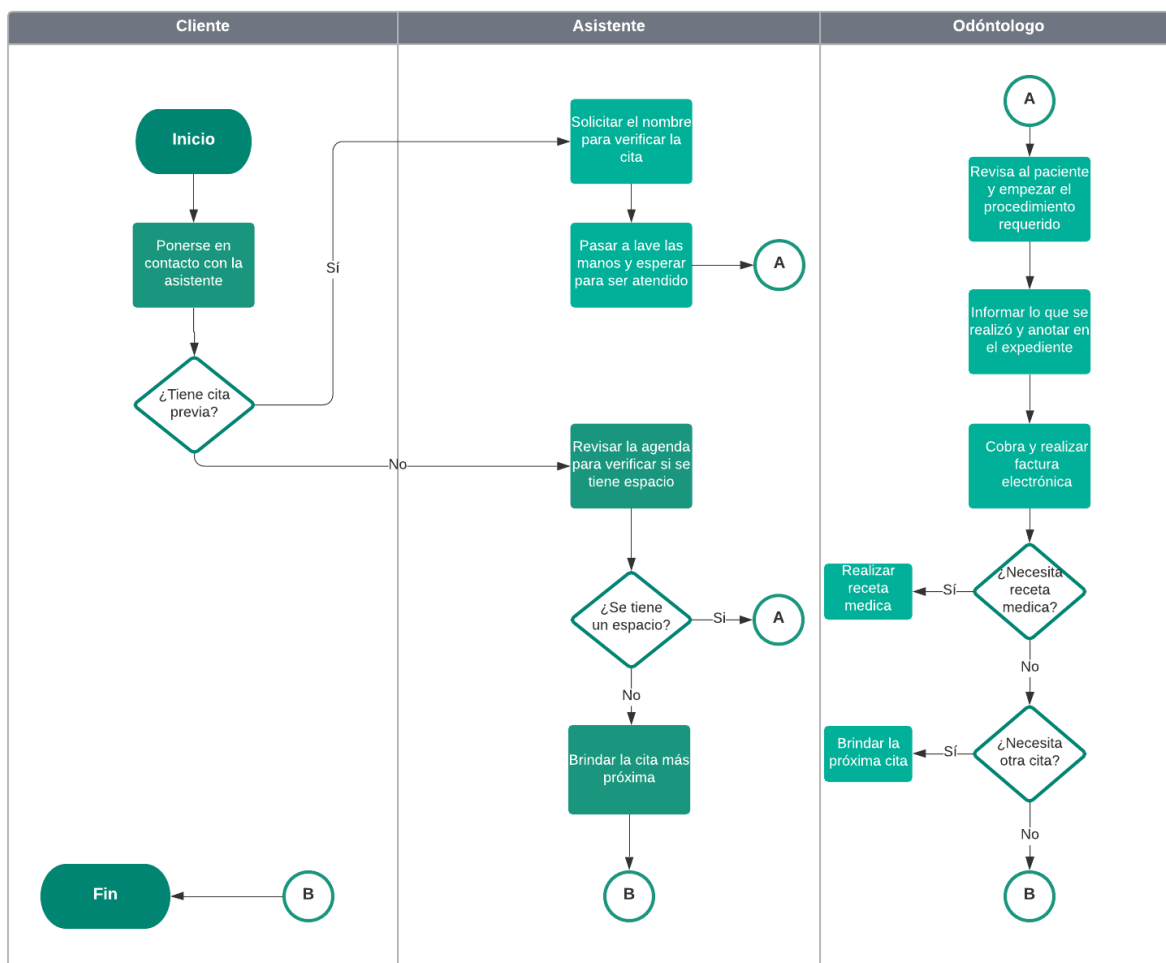 Cliente
Asistente
Odóntologo
Inicio
Ponerse en
contacto con la
asistente
¿Tiene cita
previa?
Sí
No
Fin
B
Solicitar el nombre
para verificar la
cita
Pasar a lave las
manos y esperar
para ser atendido
A
Revisar la agenda
para verificar si se
tiene espacio
¿Se tiene
un espacio?
Si
A
No
Brindar la cita más
próxima
B
A
Revisa al paciente
y empezar el
procedimiento
requerido
Informar lo que se
realizó y anotar en
el expediente
Cobra y realizar
factura
electrónica
¿Necesita
receta
medica?
Sí
Realizar
receta
medica
No
¿Necesita
otra cita?
Sí
Brindar la
próxima cita
No
B